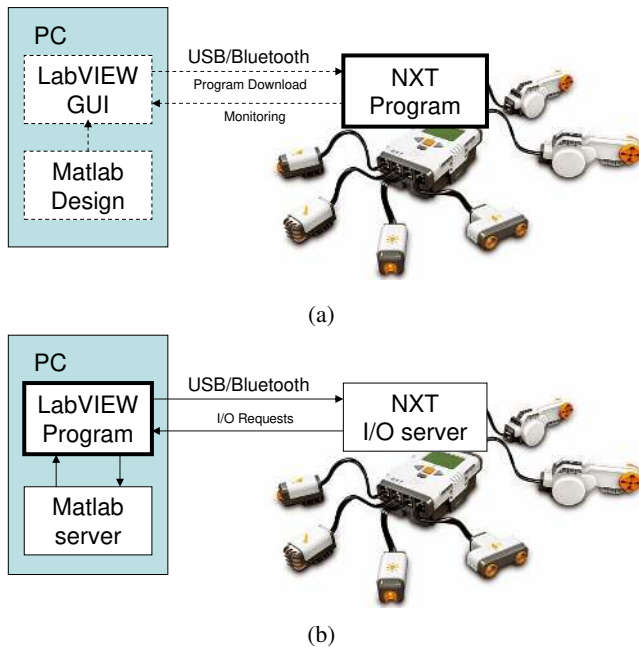 PC
LabVIEW
GUI
Matlab
Design
USB/Bluetooth
Program Download
Monitoring
NXT
Program
(a)
PC
LabVIEW
Program
Matlab
server
USB/Bluetooth
I/O Requests
NXT
I/O server
(b)